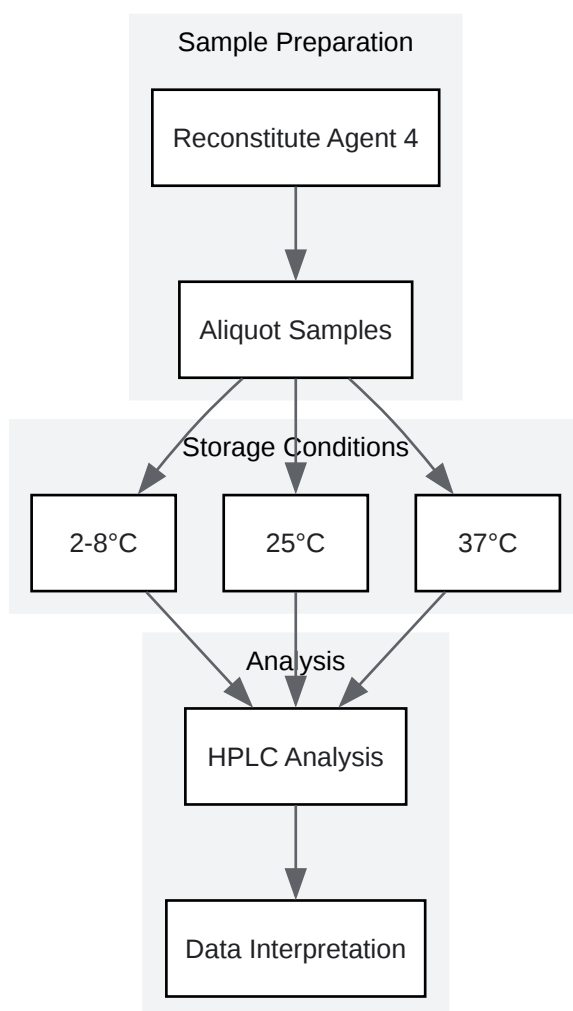 Sample Preparation
Reconstitute Agent 4
Aliquot Samples
Storage Conditions
2-8°C
25°C
37°C
Analysis
HPLC Analysis
Data Interpretation